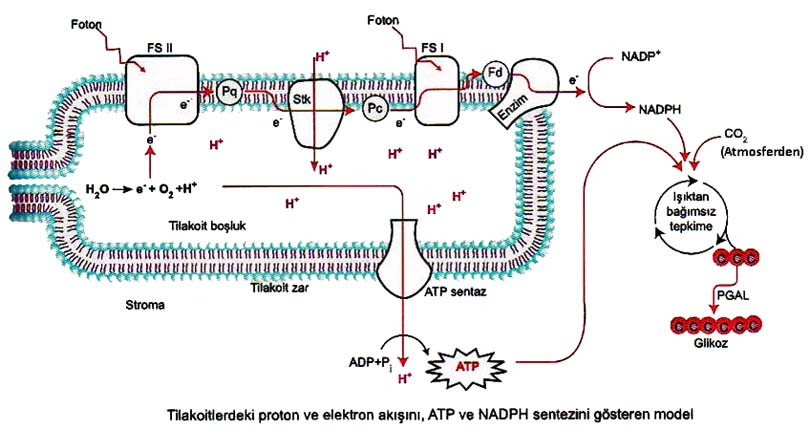 Foton
FS II
Foton
FS I
H⁺
Fd
NADP⁺
Pq
Stk
Pc
Enzim
e⁻
e⁻
e⁻
e⁻
NADPH
e⁻
H⁺
H⁺
H⁺
H⁺
CO₂
(Atmosferden)
H₂O → e⁻ + O₂ + H⁺
H⁺
H⁺
H⁺
Işıktan
bağımsız
tepkime
Tilakoit boşluk
C C C
Tilakoit zar
ATP sentaz
Stroma
PGAL
C C C C C C
Glikoz
ADP+Pi
H⁺
ATP
Tilakoitlerdeki proton ve elektron akışını, ATP ve NADPH sentezini gösteren model